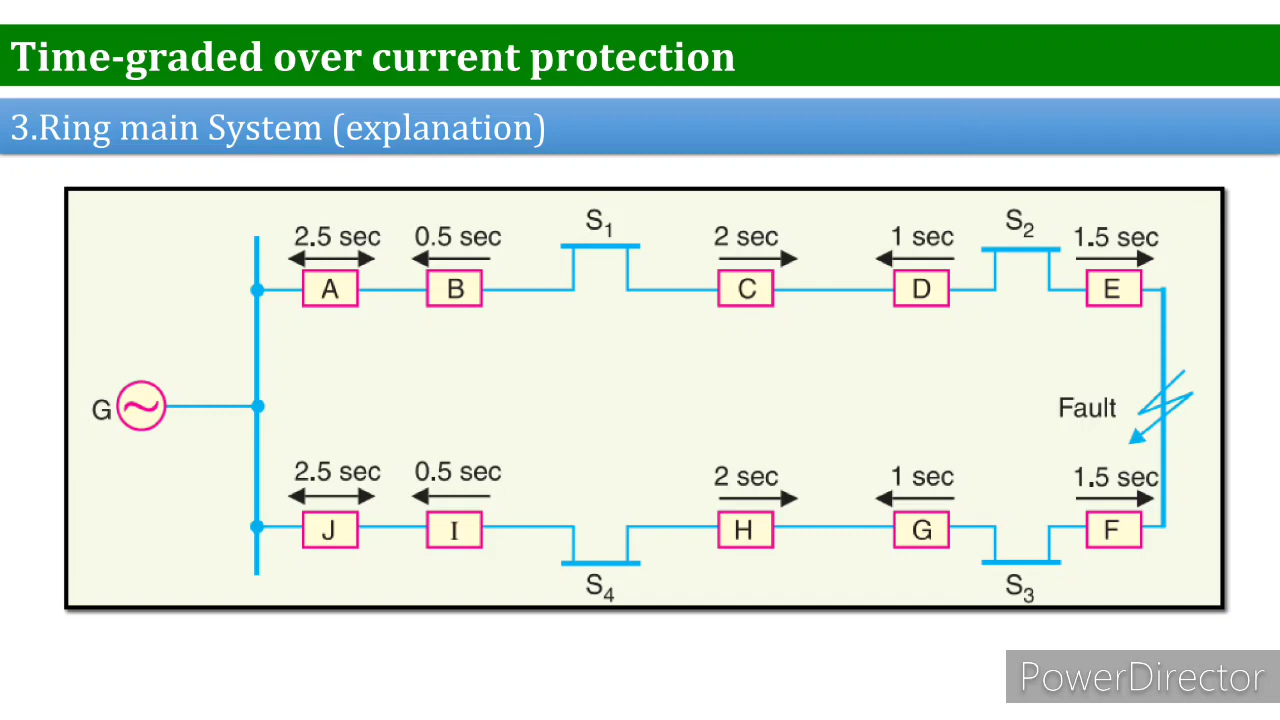 Time-graded over current protection
3.Ring main System (explanation)
2.5 sec 0.5 sec S1 2 sec 1 sec S2 1.5 sec
A B C D E
G Fault
2.5 sec 0.5 sec 2 sec 1 sec 1.5 sec
J I H G F
S4 S3
PowerDirector